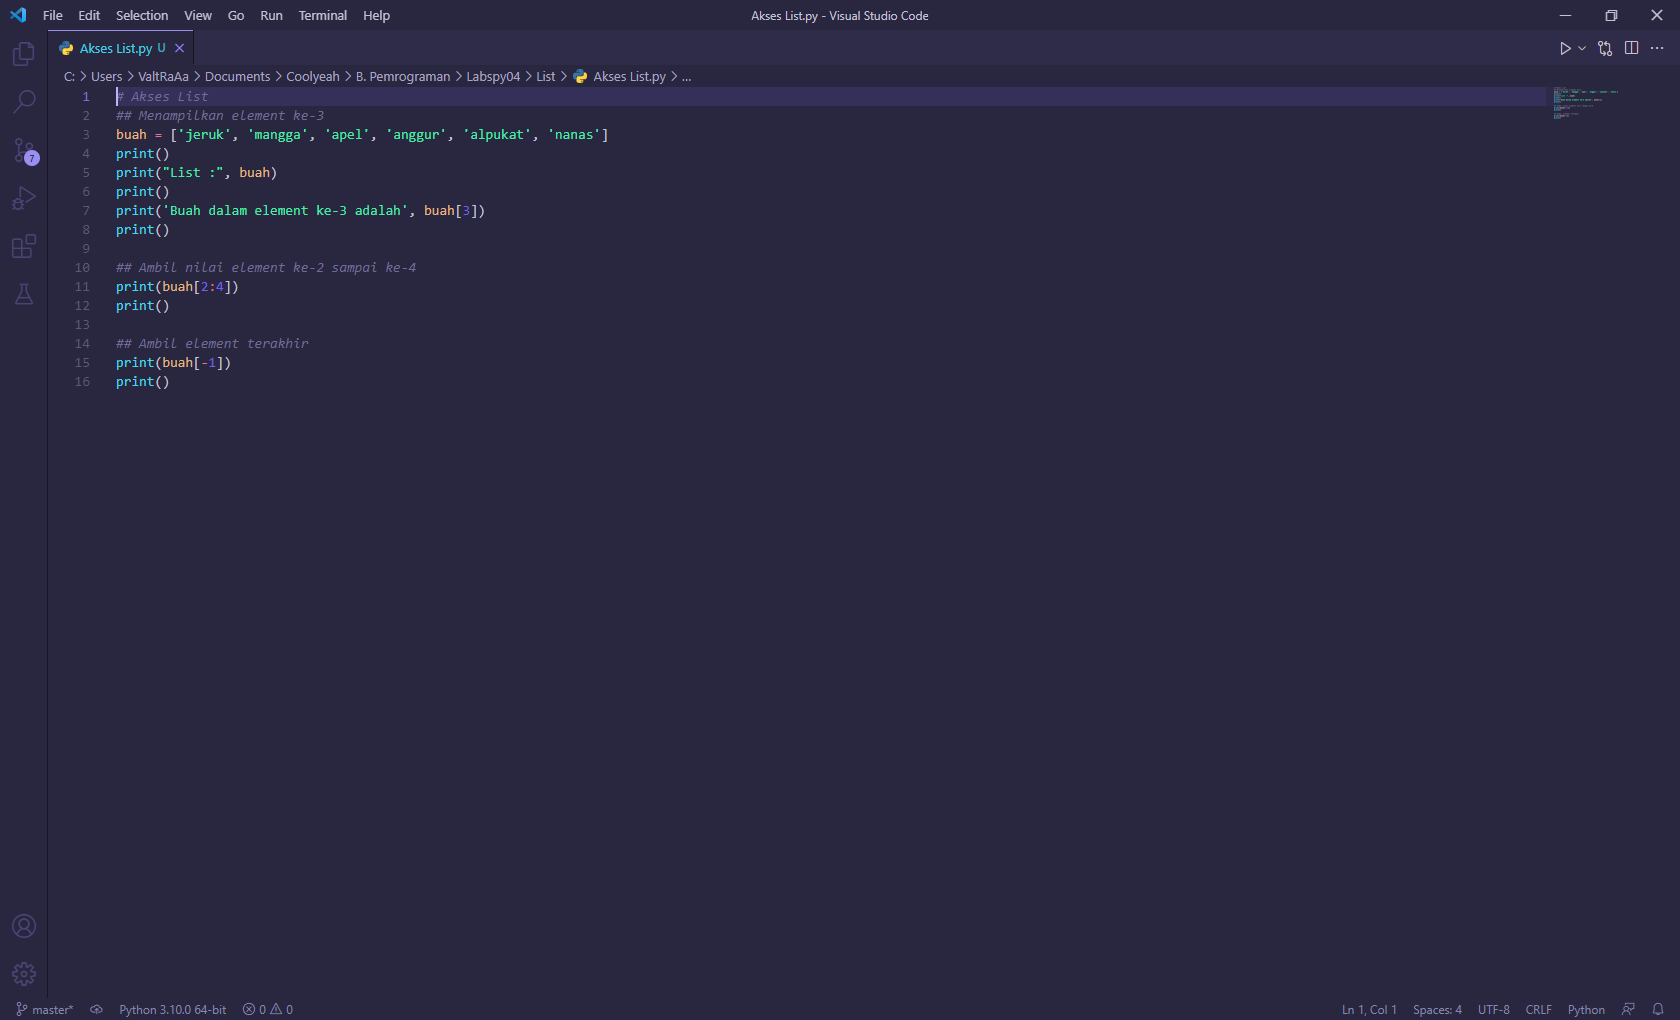 File Edit Selection View Go Run Terminal Help
Akses List.py - Visual Studio Code
Akses List.py U
C: > Users > ValtRaAa > Documents > Coolyeah > B. Pemrograman > Labspy04 > List > Akses List.py > ...
1 # Akses List
2 ## Menampilkan element ke-3
3 buah = ['jeruk', 'mangga', 'apel', 'anggur', 'alpukat', 'nanas']
4 print()
5 print("List :", buah)
6 print()
7 print('Buah dalam element ke-3 adalah', buah[3])
8 print()
9
10 ## Ambil nilai element ke-2 sampai ke-4
11 print(buah[2:4])
12 print()
13
14 ## Ambil element terakhir
15 print(buah[-1])
16 print()
7
master* Python 3.10.0 64-bit 0 0
Ln 1, Col 1 Spaces: 4 UTF-8 CRLF Python